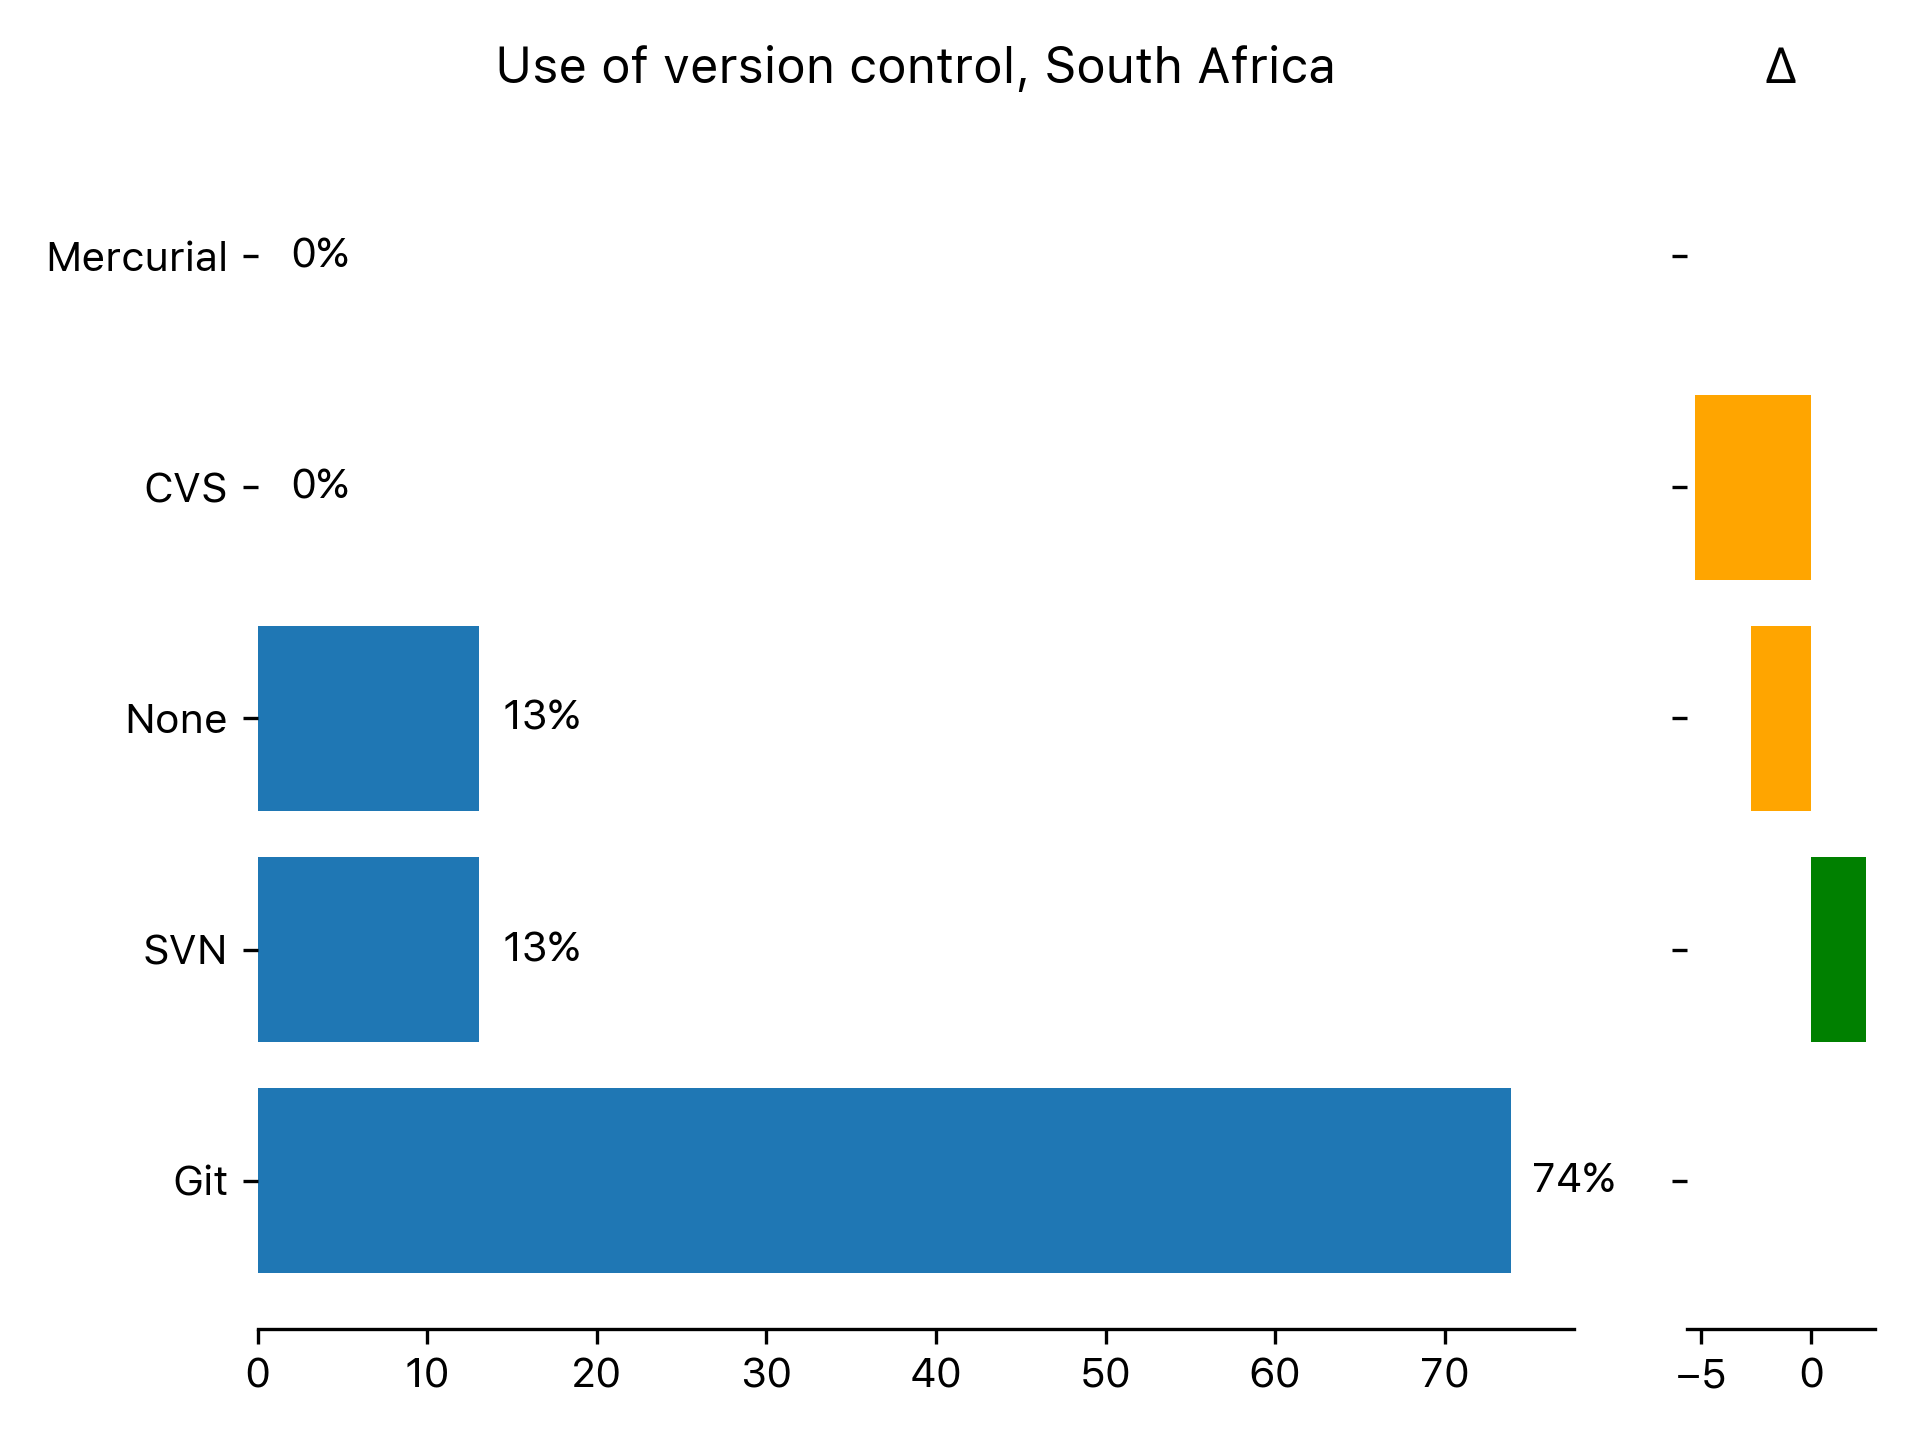 Use of version control, South Africa
Δ
Mercurial
0%
CVS
0%
None
13%
SVN
13%
Git
74%
0 10 20 30 40 50 60 70
−5 0